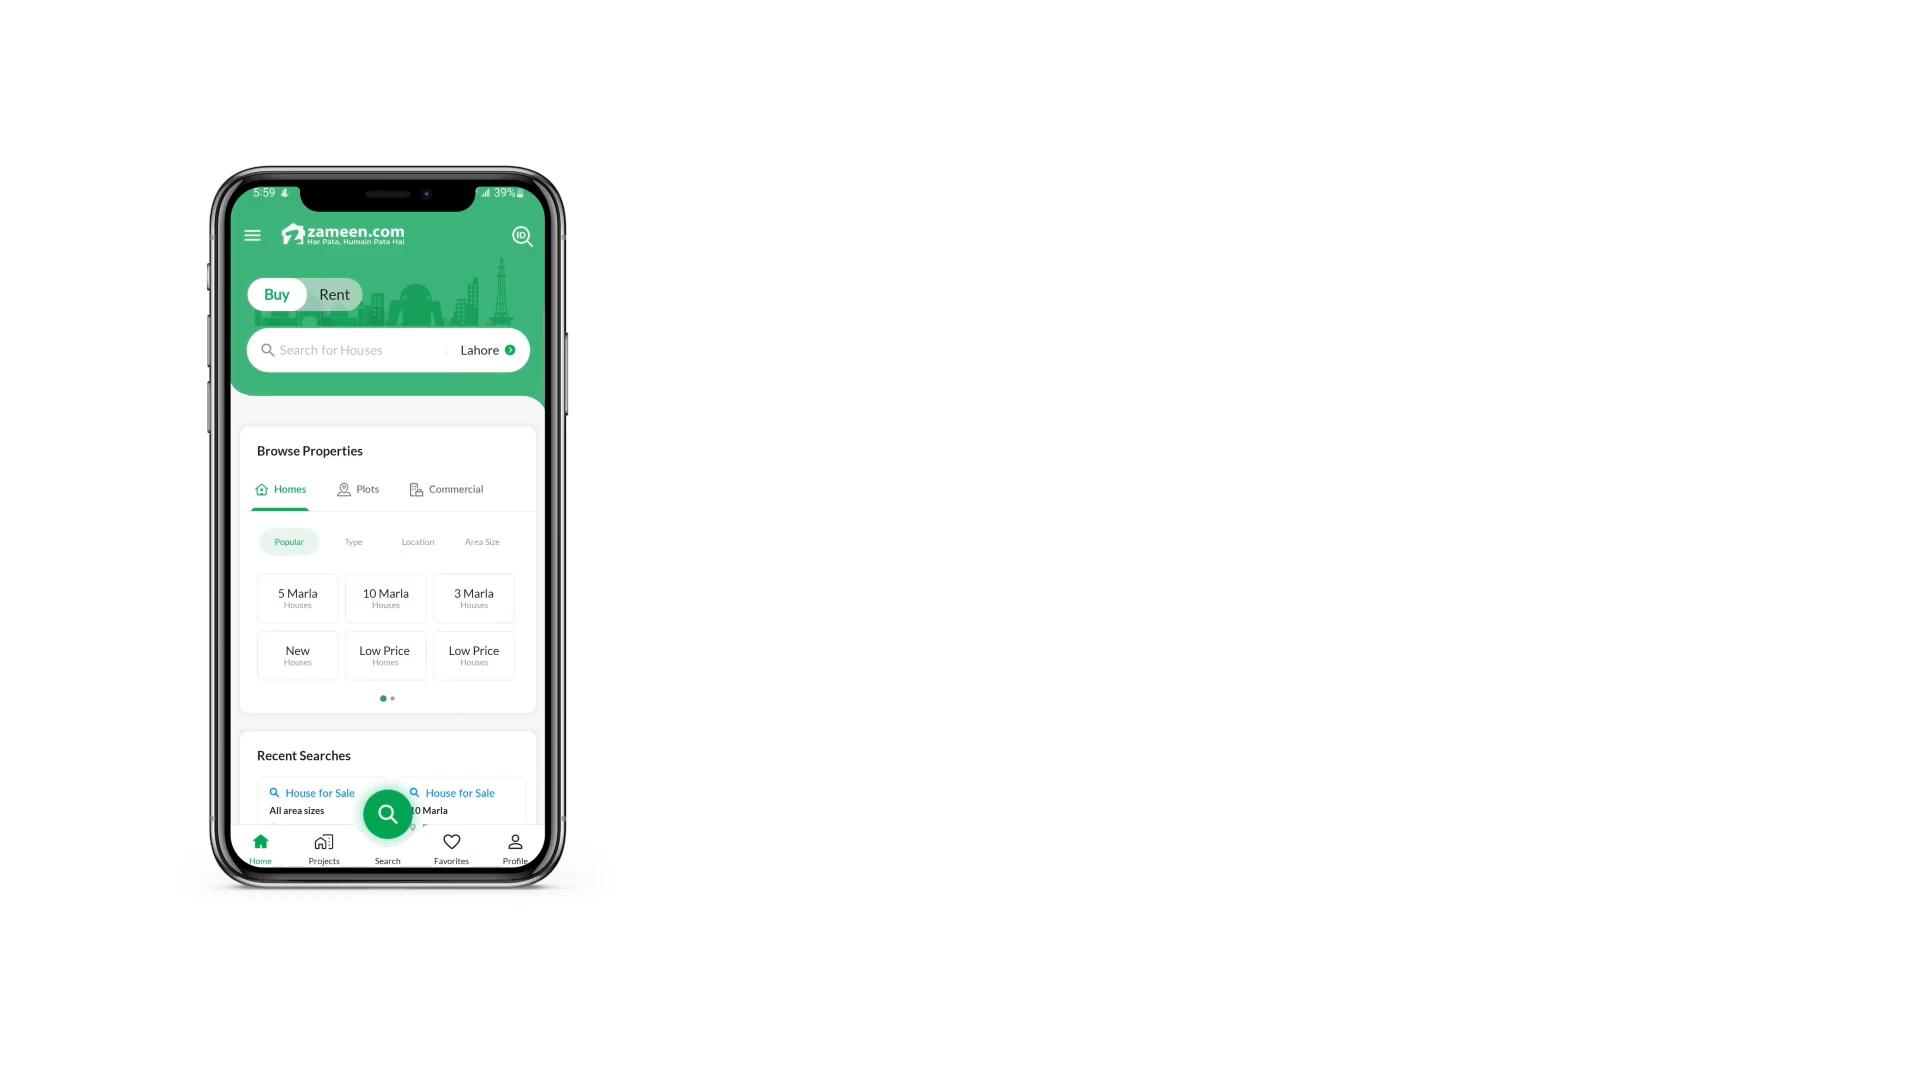 5:59
39%
zameen.com
Har Pata, Humain Pata Hai
ID
Buy
Rent
Search for Houses
Lahore
Browse Properties
Homes
Plots
Commercial
Popular
Type
Location
Area Size
5 Marla
Houses
10 Marla
Houses
3 Marla
Houses
New
Houses
Low Price
Homes
Low Price
Houses
Recent Searches
House for Sale
All area sizes
House for Sale
10 Marla
Home
Projects
Search
Favorites
Profile